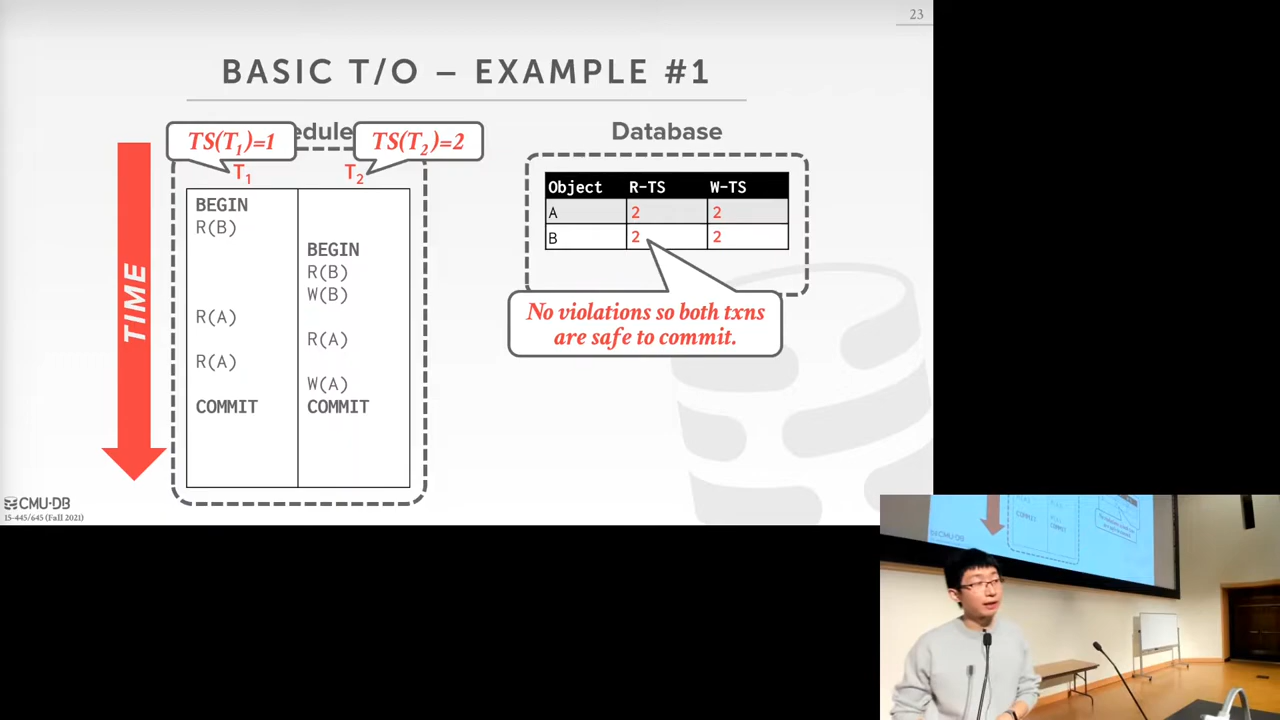 23
BASIC T/O – EXAMPLE #1
edule
TS(T1)=1
TS(T2)=2
T1
T2
BEGIN
R(B)
BEGIN
R(B)
W(B)
R(A)
R(A)
R(A)
W(A)
COMMIT
COMMIT
TIME
Database
Object R-TS W-TS
A 2 2
B 2 2
No violations so both txns
are safe to commit.
CMU·DB
15-445/645 (Fall 2021)